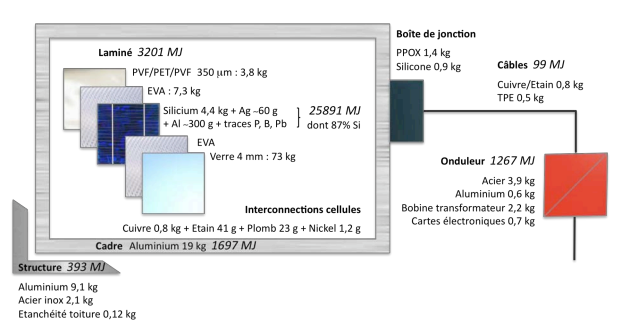 Boîte de jonction
PPOX 1,4 kg
Silicone 0,9 kg
Laminé 3201 MJ
PVF/PET/PVF 350 μm : 3,8 kg
EVA : 7,3 kg
Silicium 4,4 kg + Ag ~60 g
+ Al ~300 g + traces P, B, Pb
25891 MJ
dont 87% Si
EVA
Verre 4 mm : 73 kg
Interconnections cellules
Cuivre 0,8 kg + Etain 41 g + Plomb 23 g + Nickel 1,2 g
Cadre Aluminium 19 kg 1697 MJ
Câbles 99 MJ
Cuivre/Etain 0,8 kg
TPE 0,5 kg
Onduleur 1267 MJ
Acier 3,9 kg
Aluminium 0,6 kg
Bobine transformateur 2,2 kg
Cartes électroniques 0,7 kg
Structure 393 MJ
Aluminium 9,1 kg
Acier inox 2,1 kg
Etanchéité toiture 0,12 kg